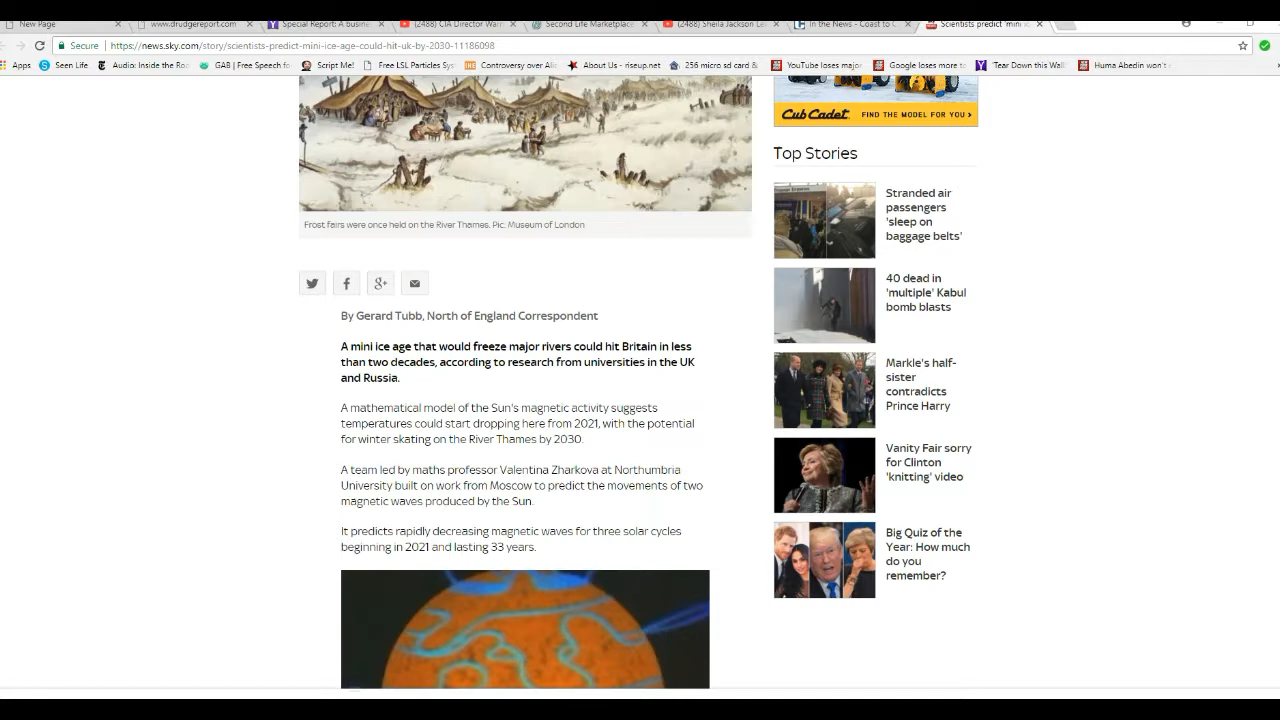 New Page
www.drudgereport.com
Special Report: A busine
(2488) CIA Director War
Second Life Marketplace
(2488) Sheila Jackson Le
In the News - Coast to C
Scientists predict 'mini ic
Secure
https://news.sky.com/story/scientists-predict-mini-ice-age-could-hit-uk-by-2030-11186098
Apps
Seen Life
Audio: Inside the Ro
GAB | Free Speech fo
Script Me!
Free LSL Particles Sys
Controversy over Ali
About Us - riseup.net
256 micro sd card &
YouTube loses major
Google loses more to
Tear Down this Wall
Huma Abedin won't
Cub Cadet. FIND THE MODEL FOR YOU >
Frost fairs were once held on the River Thames. Pic: Museum of London
By Gerard Tubb, North of England Correspondent
A mini ice age that would freeze major rivers could hit Britain in less
than two decades, according to research from universities in the UK
and Russia.
A mathematical model of the Sun's magnetic activity suggests
temperatures could start dropping here from 2021, with the potential
for winter skating on the River Thames by 2030.
A team led by maths professor Valentina Zharkova at Northumbria
University built on work from Moscow to predict the movements of two
magnetic waves produced by the Sun.
It predicts rapidly decreasing magnetic waves for three solar cycles
beginning in 2021 and lasting 33 years.
Top Stories
Stranded air
passengers
'sleep on
baggage belts'
40 dead in
'multiple' Kabul
bomb blasts
Markle's half-
sister
contradicts
Prince Harry
Vanity Fair sorry
for Clinton
'knitting' video
Big Quiz of the
Year: How much
do you
remember?